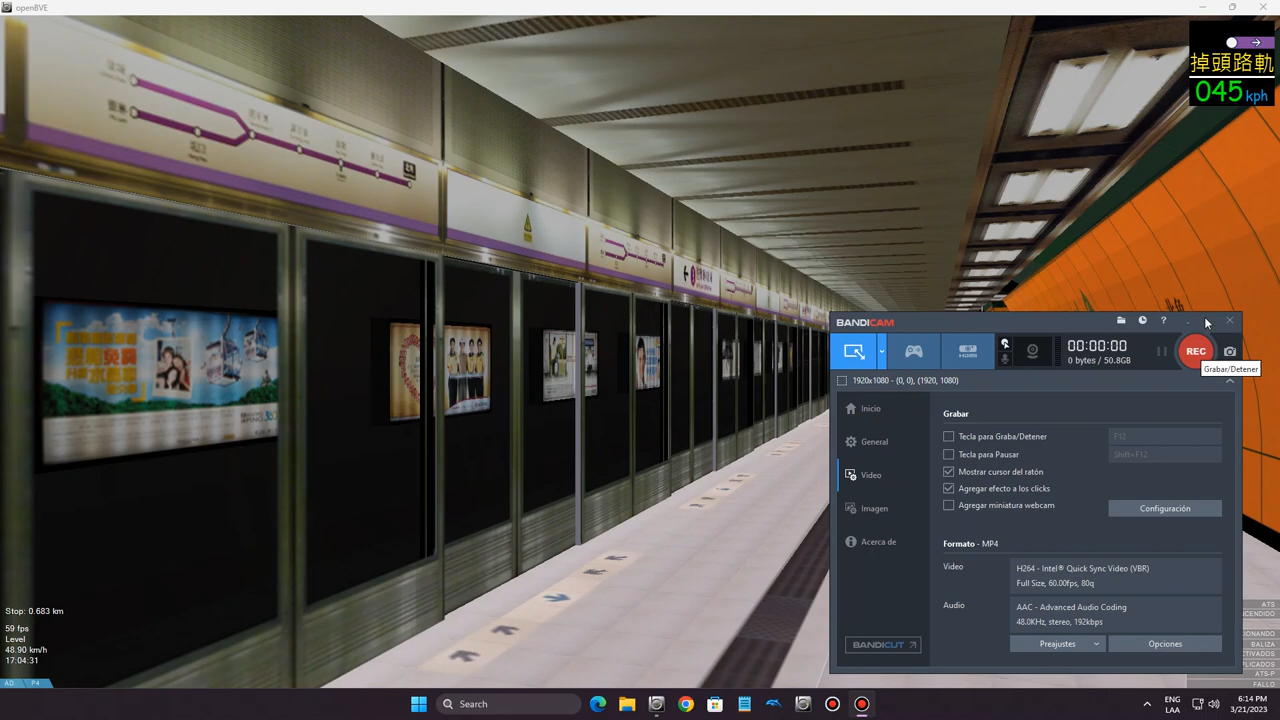 openBVE
掉頭路軌
045 kph
BANDICAM
00:00:00
0 bytes / 50.8GB
REC
Grabar/Detener
1920x1080 - (0, 0), (1920, 1080)
Inicio
General
Video
Imagen
Acerca de
BANDICUT
Grabar
Tecla para Graba/Detener
F12
Tecla para Pausar
Shift+F12
Mostrar cursor del ratón
Agregar efecto a los clicks
Agregar miniatura webcam
Configuración
Formato - MP4
Video
H264 - Intel® Quick Sync Video (VBR)
Full Size, 60.00fps, 80q
Audio
AAC - Advanced Audio Coding
48.0KHz, stereo, 192kbps
Preajustes
Opciones
Stop: 0.683 km
59 fps
Level
48.90 km/h
17:04:31
AD P4
ATS
ENCENDIDO
BALIZA
ATS-P
FALLO
Search
ENG
LAA
6:14 PM
3/21/2023